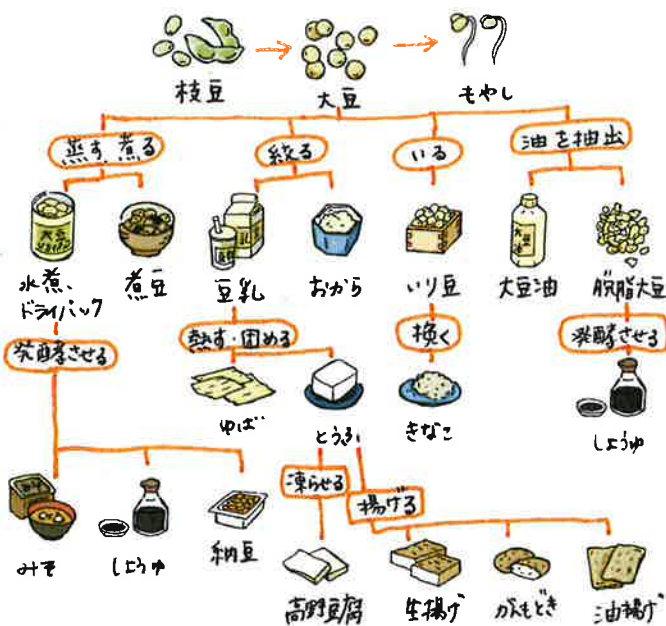 枝豆
大豆
もやし
蒸す、煮る
絞る
いる
油を抽出
大豆
水煮、
ドライパック
煮豆
豆乳
おから
いり豆
大豆油
脱脂大豆
発酵させる
熱す・固める
挽く
発酵させる
ゆば
とうふ
きなこ
しょうゆ
凍らせる
揚げる
みそ
しょうゆ
納豆
高野豆腐
生揚げ
がんもどき
油揚げ